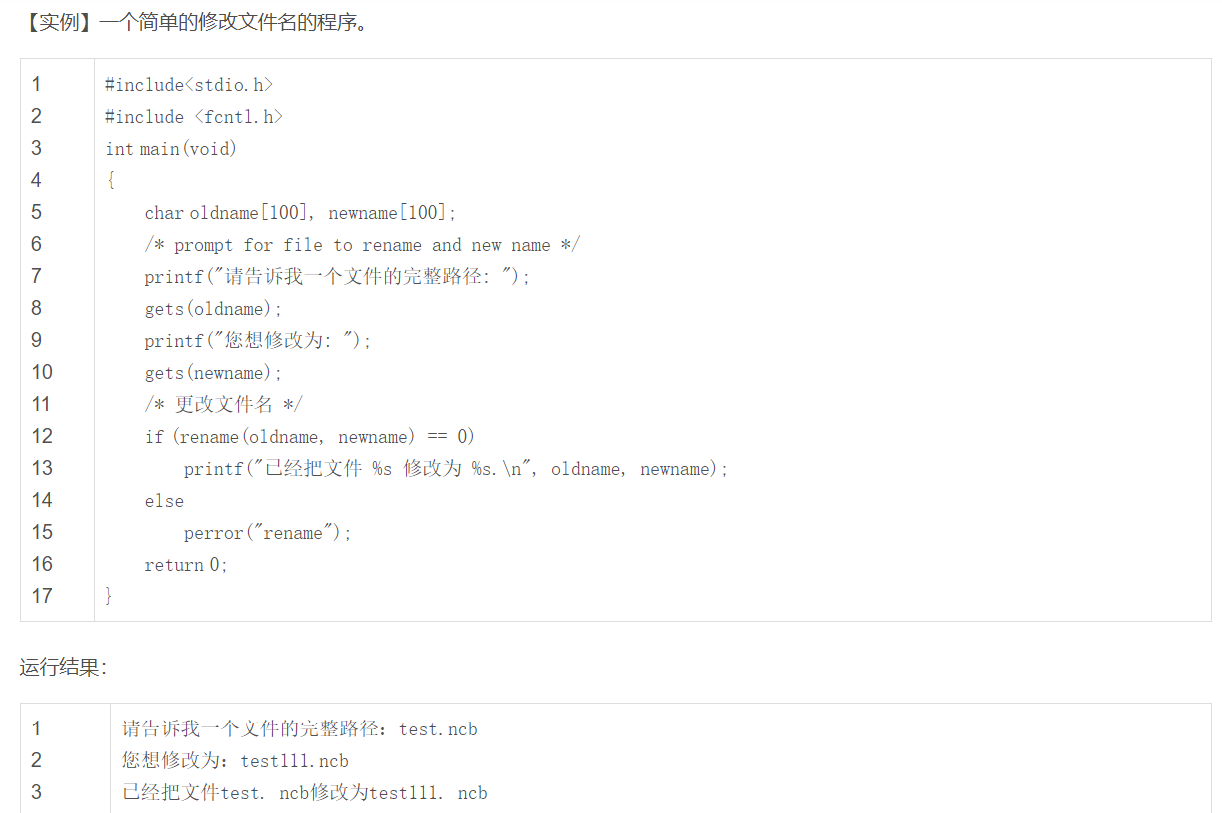 【实例】一个简单的修改文件名的程序。
1 #include<stdio.h>
2 #include <fcntl.h>
3 int main(void)
4 {
5     char oldname[100], newname[100];
6     /* prompt for file to rename and new name */
7     printf("请告诉我一个文件的完整路径: ");
8     gets(oldname);
9     printf("您想修改为: ");
10     gets(newname);
11     /* 更改文件名 */
12     if (rename(oldname, newname) == 0)
13         printf("已经把文件 %s 修改为 %s.\n", oldname, newname);
14     else
15         perror("rename");
16     return 0;
17 }
运行结果：
1 请告诉我一个文件的完整路径：test.ncb
2 您想修改为：test111.ncb
3 已经把文件test. ncb修改为test111. ncb